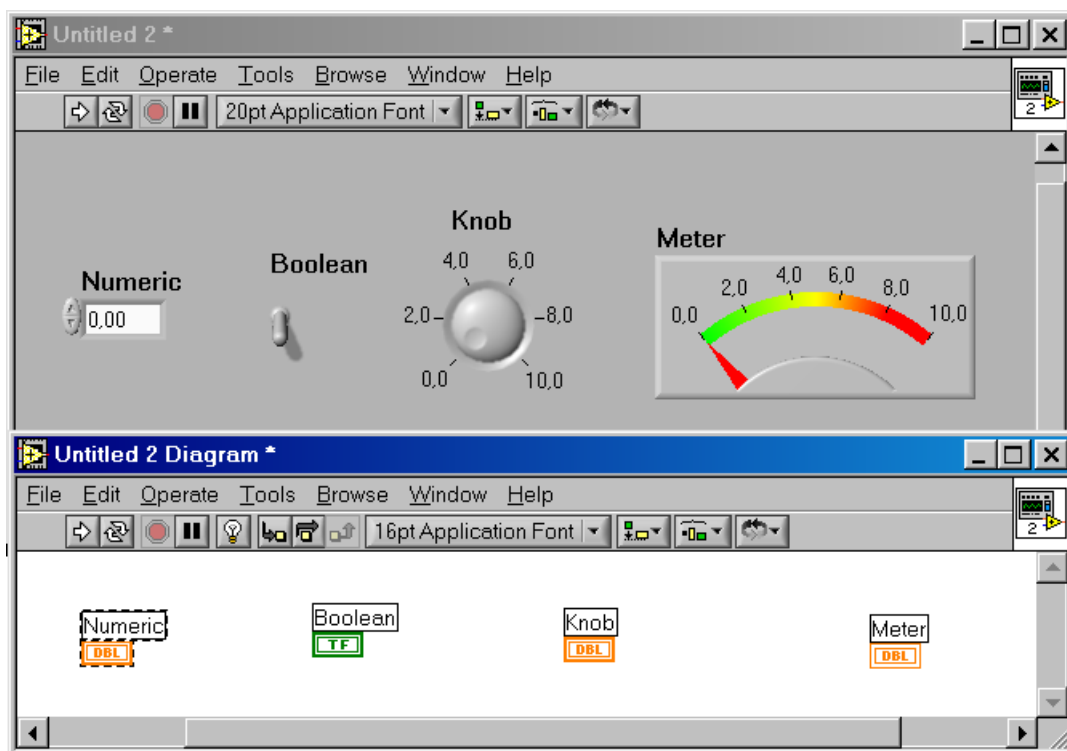 Untitled 2 *
File Edit Operate Tools Browse Window Help
20pt Application Font
2
Knob
Meter
Boolean
Numeric
4,0 6,0
2,0 8,0
0,0 10,0
0,0 2,0 4,0 6,0 8,0 10,0
0,00
Untitled 2 Diagram *
File Edit Operate Tools Browse Window Help
16pt Application Font
2
Numeric
DBL
Boolean
TF
Knob
DBL
Meter
DBL